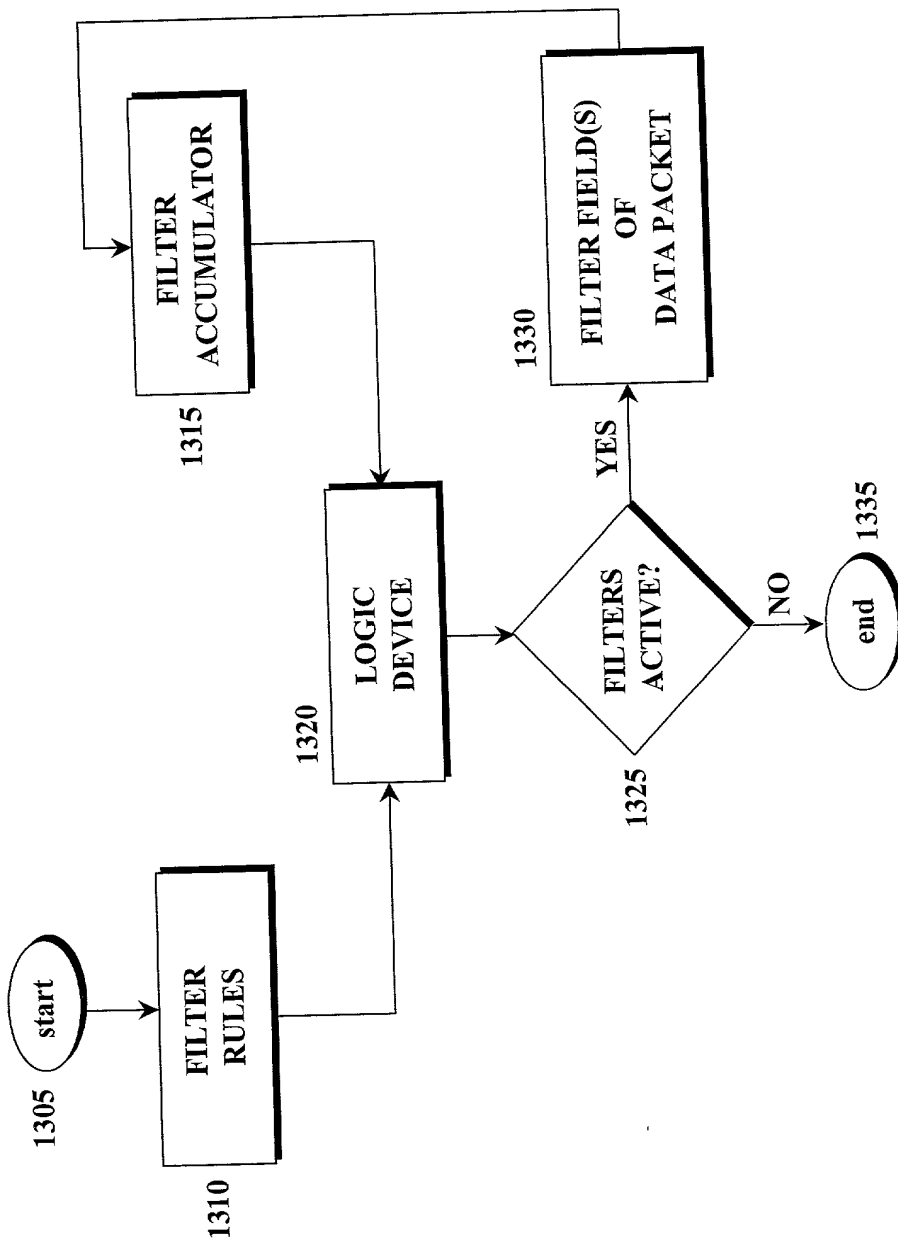 1305
start
1310
FILTER
RULES
1315
FILTER
ACCUMULATOR
1320
LOGIC
DEVICE
1325
FILTERS
ACTIVE?
YES
NO
1330
FILTER FIELD(S)
OF
DATA PACKET
end
1335